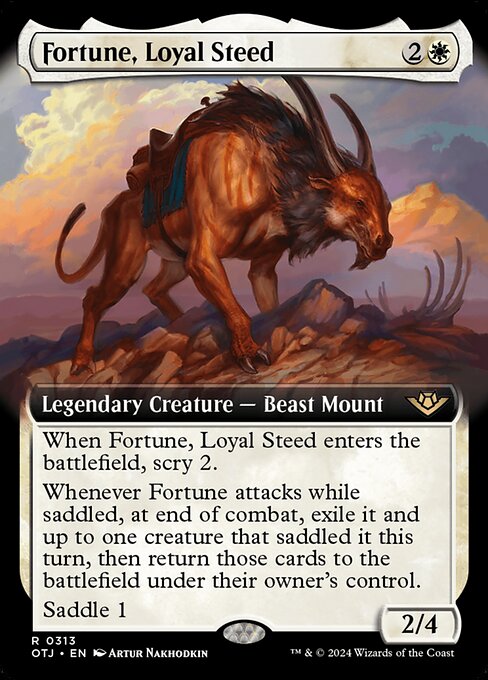 Fortune, Loyal Steed 2
Legendary Creature — Beast Mount
When Fortune, Loyal Steed enters the
battlefield, scry 2.
Whenever Fortune attacks while
saddled, at end of combat, exile it and
up to one creature that saddled it this
turn, then return those cards to the
battlefield under their owner's control.
Saddle 1
2/4
R 0313
OTJ • EN Artur Nakhodkin
™ & © 2024 Wizards of the Coast